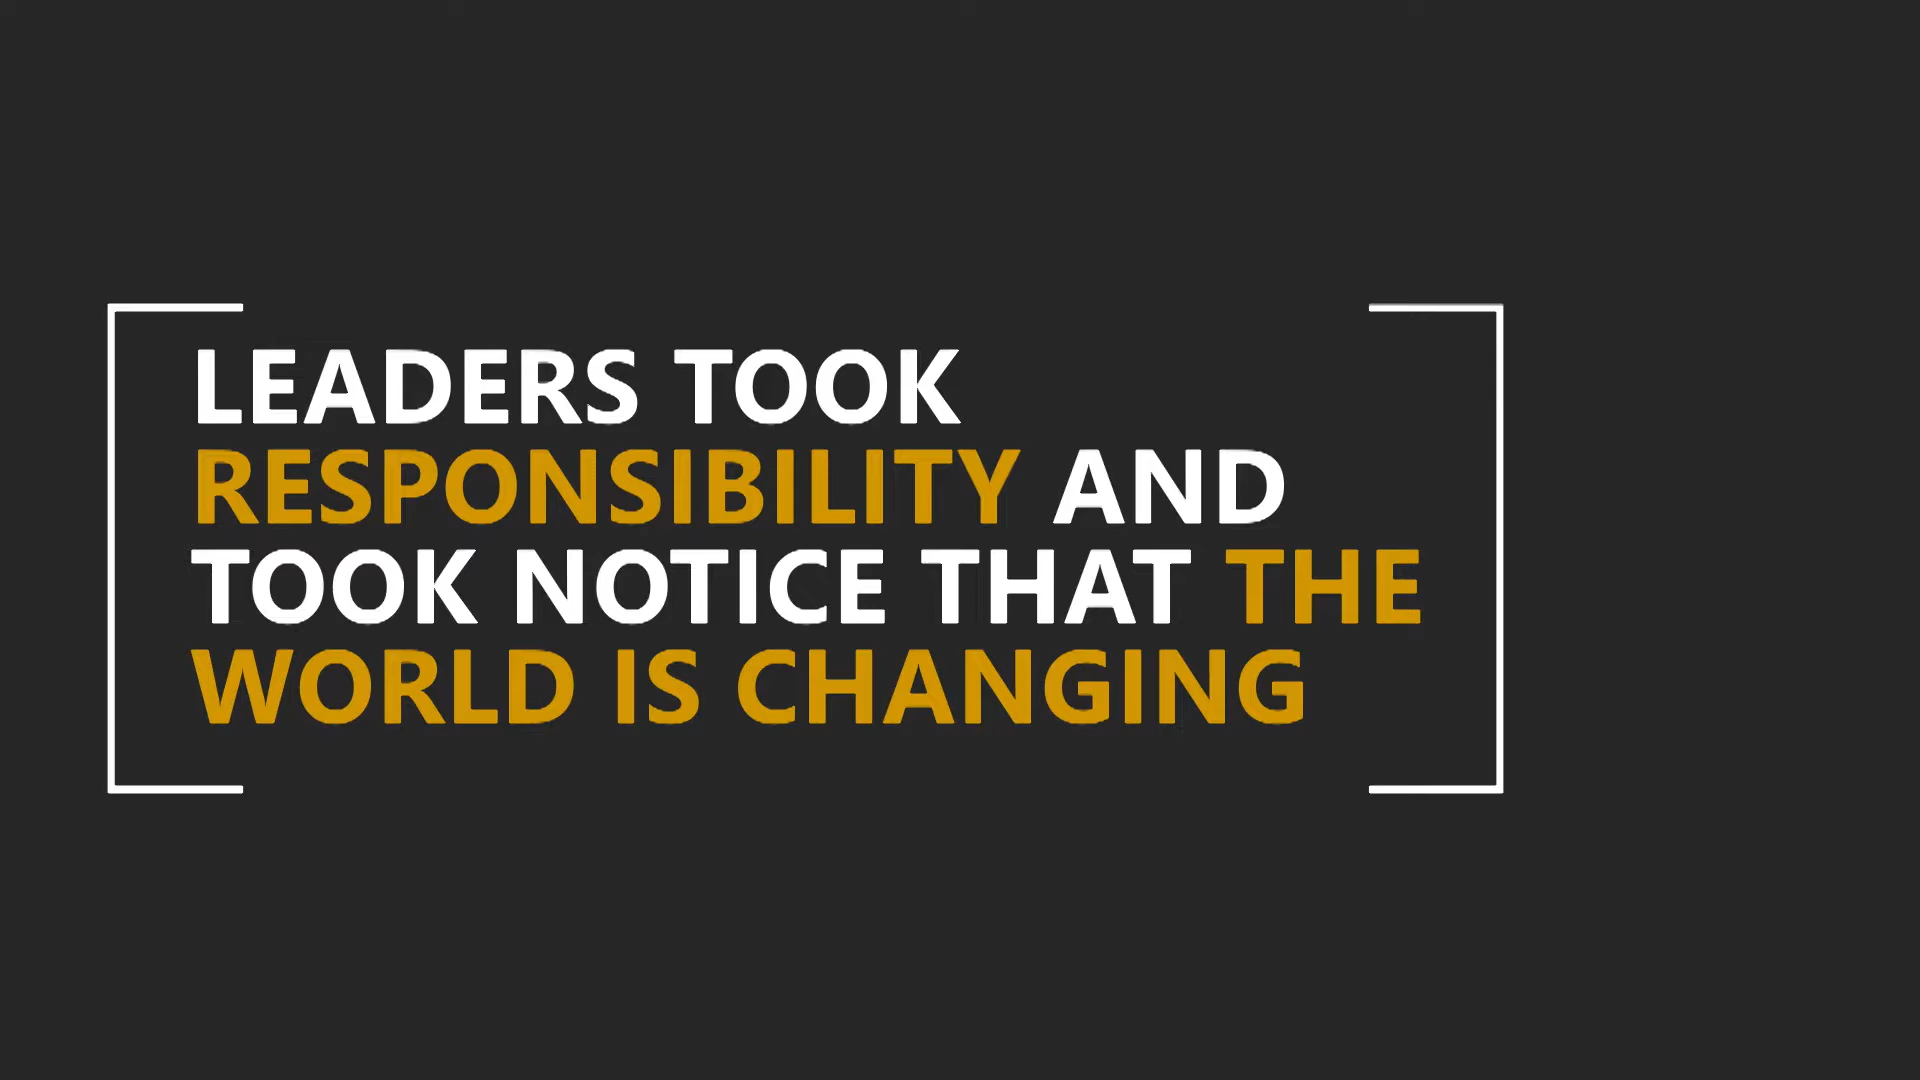 LEADERS TOOK
RESPONSIBILITY AND
TOOK NOTICE THAT THE
WORLD IS CHANGING